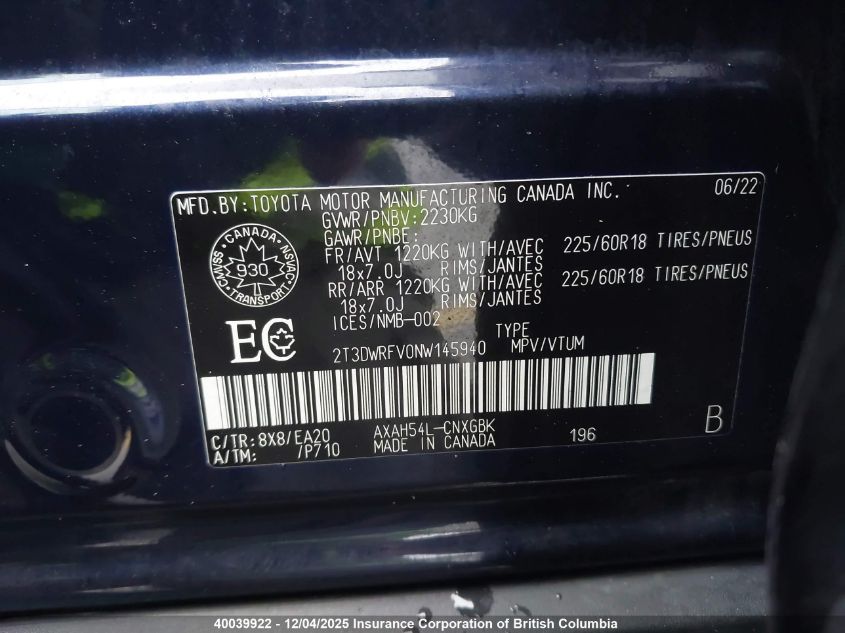 MFD.BY:TOYOTA MOTOR MANUFACTURING CANADA INC. 06/22
GVWR/PNBV:2230KG
GAWR/PNBE:
FR/AVT 1220KG WITH/AVEC 225/60R18 TIRES/PNEUS
18x7.0J RIMS/JANTES
RR/ARR 1220KG WITH/AVEC 225/60R18 TIRES/PNEUS
18x7.0J RIMS/JANTES
ICES/NMB-002
CANADA
CMVSS NSVAC
930
TRANSPORT
EC
TYPE
2T3DWRFV0NW145940 MPV/VTUM
C/TR:8X8/EA20 AXAH54L-CNXGBK 196 B
A/TM: /P710 MADE IN CANADA
40039922 - 12/04/2025 Insurance Corporation of British Columbia